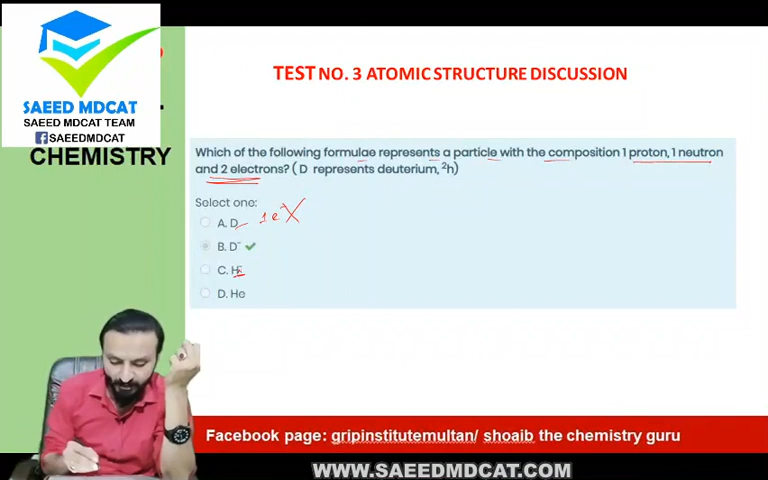 TEST NO. 3 ATOMIC STRUCTURE DISCUSSION
SAEED MDCAT
SAEED MDCAT TEAM
SAEEDMDCAT
CHEMISTRY
Which of the following formulae represents a particle with the composition 1 proton, 1 neutron
and 2 electrons? ( D represents deuterium, ²h)
Select one:
A. D
1e⁻
B. D⁻
C. H⁻
D. He
Facebook page: gripinstitutemultan/ shoaib the chemistry guru
WWW.SAEEDMDCAT.COM